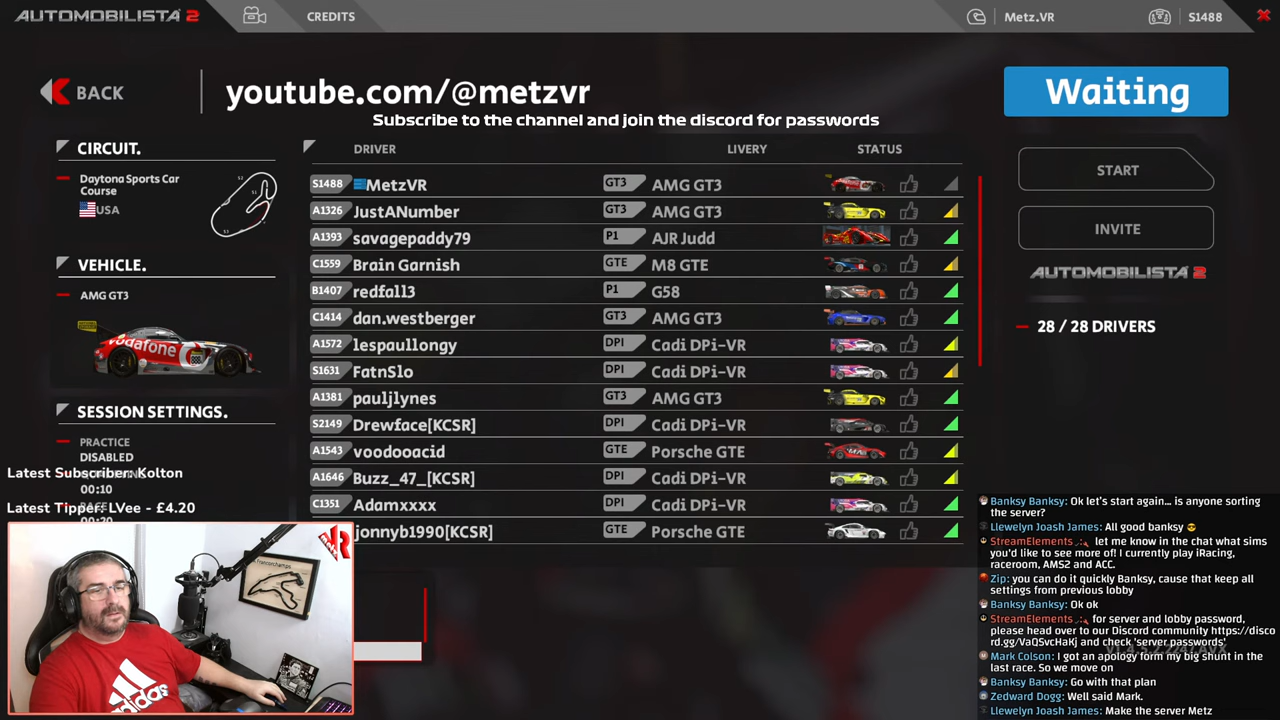 AUTOMOBILISTA 2
CREDITS
Metz.VR
S1488
BACK
youtube.com/@metzvr
Waiting
Subscribe to the channel and join the discord for passwords
CIRCUIT.
Daytona Sports Car
Course
USA
VEHICLE.
AMG GT3
vodafone
SESSION SETTINGS.
PRACTICE
DISABLED
Latest Subscriber: Kolton
00:10
Latest Tipper: LVee - £4.20
DRIVER LIVERY STATUS
S1488 MetzVR GT3 AMG GT3
A1326 JustANumber GT3 AMG GT3
A1393 savagepaddy79 P1 AJR Judd
C1559 Brain Garnish GTE M8 GTE
B1407 redfall3 P1 G58
C1414 dan.westberger GT3 AMG GT3
A1572 lespaullongy DPI Cadi DPi-VR
S1631 FatnSlo DPI Cadi DPi-VR
A1381 pauljlynes GT3 AMG GT3
S2149 Drewface[KCSR] DPI Cadi DPi-VR
A1543 voodooacid GTE Porsche GTE
A1646 Buzz_47_[KCSR] DPI Cadi DPi-VR
C1351 Adamxxxx DPI Cadi DPi-VR
jonnyb1990[KCSR] GTE Porsche GTE
START
INVITE
AUTOMOBILISTA 2
28 / 28 DRIVERS
Banksy Banksy: Ok let's start again... is anyone sorting
the server?
Llewelyn Joash James: All good banksy 😎
StreamElements: let me know in the chat what sims
you'd like to see more of! I currently play iRacing,
raceroom, AMS2 and ACC.
Zip: you can do it quickly Banksy, cause that keep all
settings from previous lobby
Banksy Banksy: Ok ok
StreamElements: for server and lobby password,
please head over to our Discord community https://disco
rd.gg/VaQSvcHaKj and check 'server passwords'
Mark Colson: I got an apology form my big shunt in the
last race. So we move on
Banksy Banksy: Go with that plan
Zedward Dogg: Well said Mark.
Llewelyn Joash James: Make the server Metz